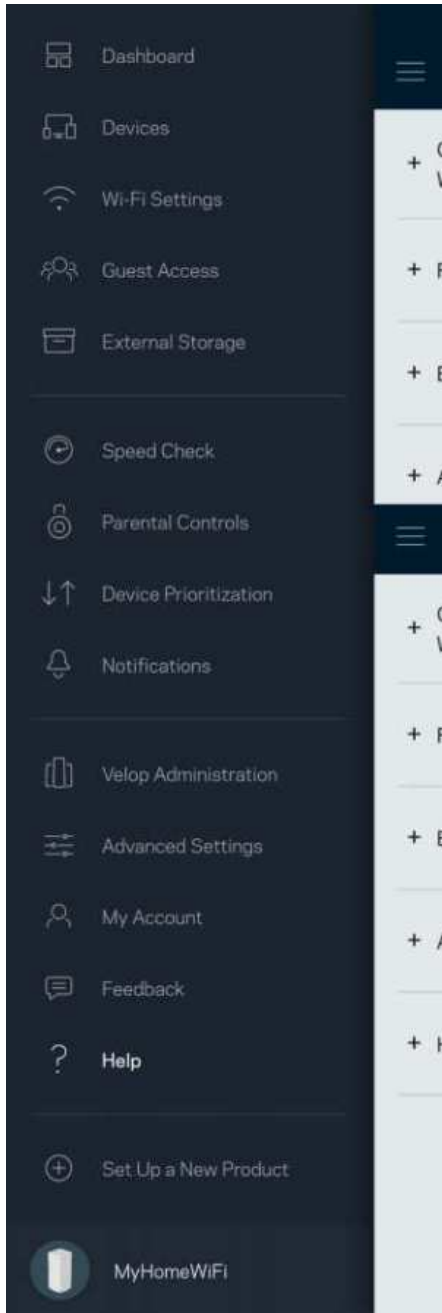 Dashboard
Devices
Wi-Fi Settings
Guest Access
External Storage
Speed Check
Parental Controls
Device Prioritization
Notifications
Velop Administration
Advanced Settings
My Account
Feedback
? Help
Set Up a New Product
MyHomeWiFi